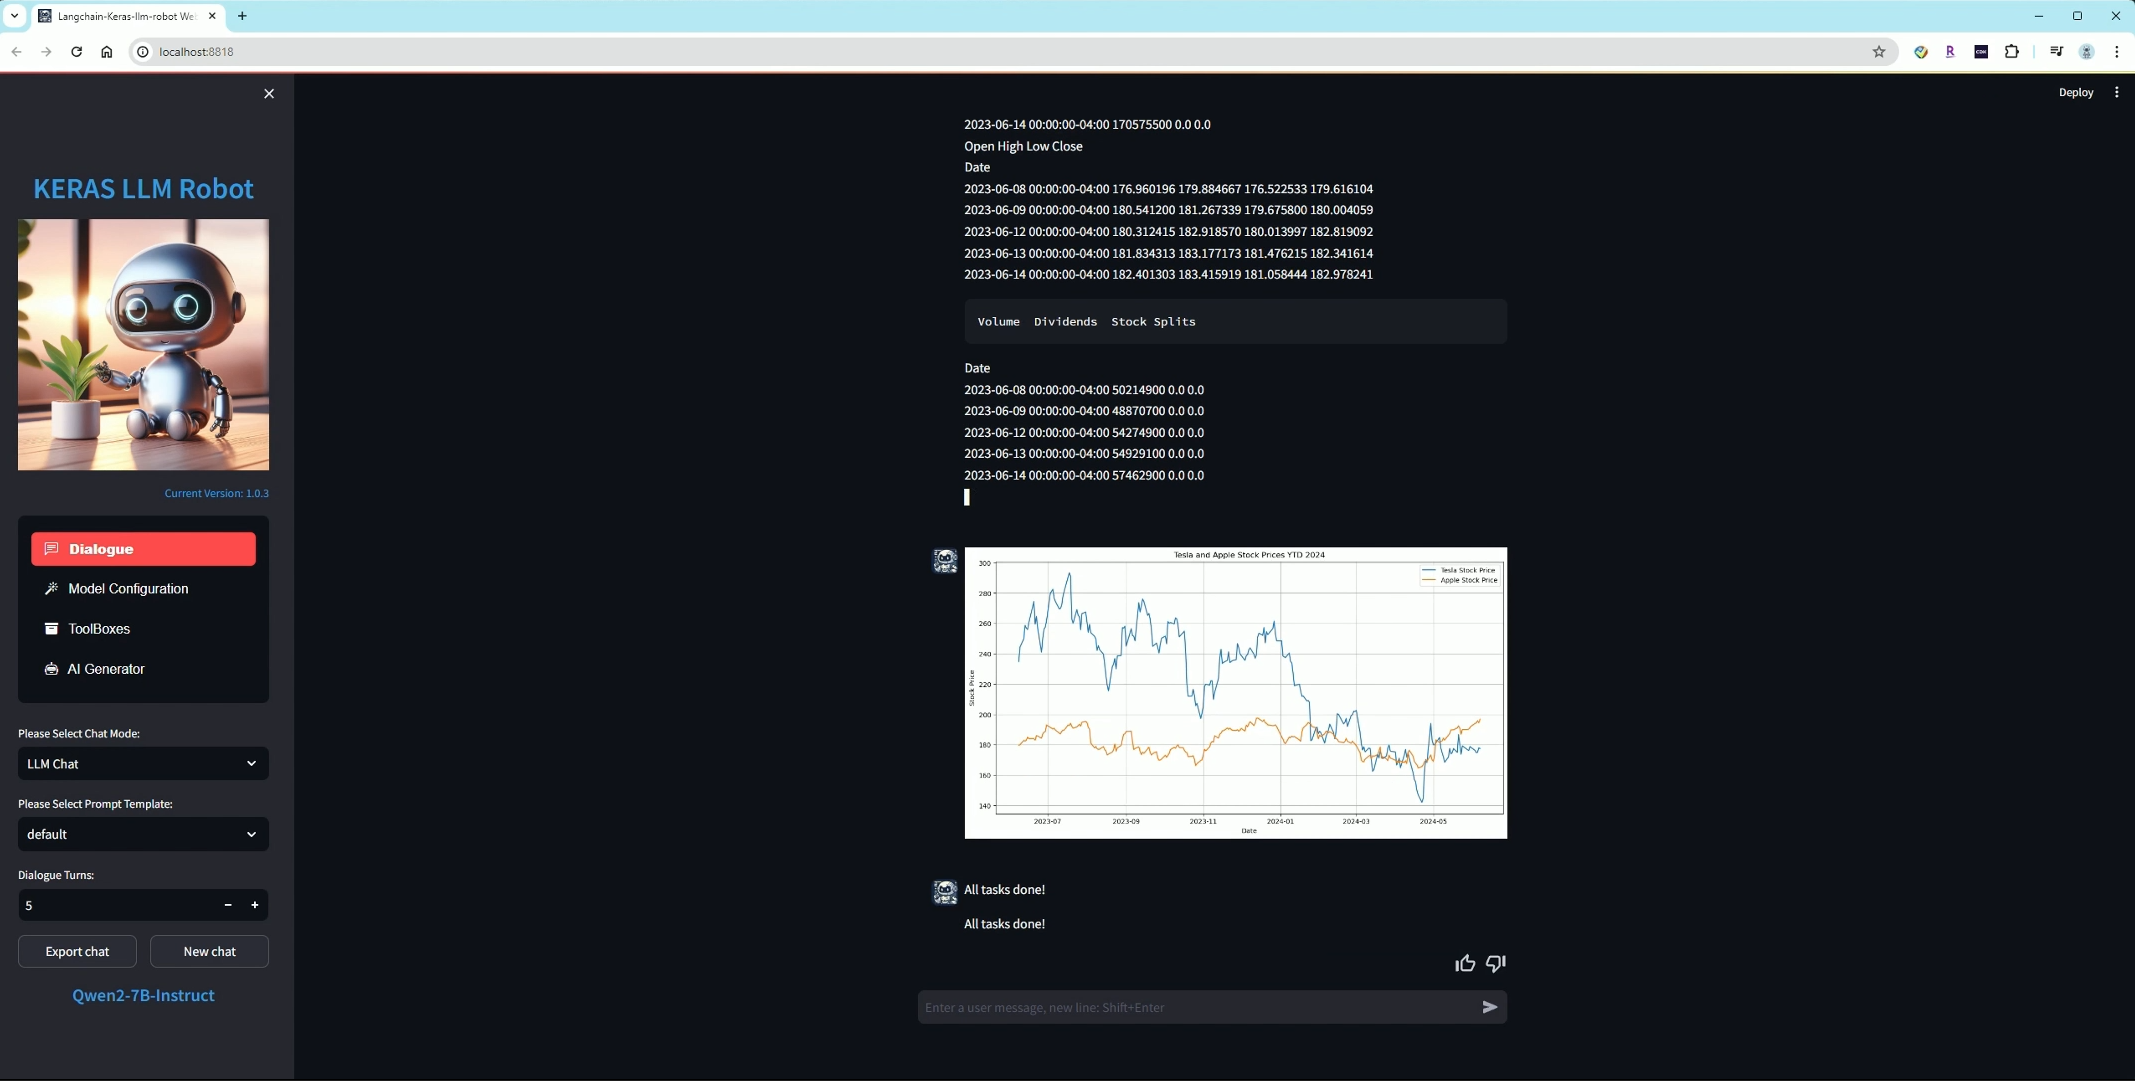 Langchain-Keras-llm-robot We
localhost:8818
Deploy
KERAS LLM Robot
Current Version: 1.0.3
Dialogue
Model Configuration
ToolBoxes
AI Generator
Please Select Chat Mode:
LLM Chat
Please Select Prompt Template:
default
Dialogue Turns:
5
Export chat
New chat
Qwen2-7B-Instruct
2023-06-14 00:00:00-04:00 170575500 0.0 0.0
Open High Low Close
Date
2023-06-08 00:00:00-04:00 176.960196 179.884667 176.522533 179.616104
2023-06-09 00:00:00-04:00 180.541200 181.267339 179.675800 180.004059
2023-06-12 00:00:00-04:00 180.312415 182.918570 180.013997 182.819092
2023-06-13 00:00:00-04:00 181.834313 183.177173 181.476215 182.341614
2023-06-14 00:00:00-04:00 182.401303 183.415919 181.058444 182.978241
Volume Dividends Stock Splits
Date
2023-06-08 00:00:00-04:00 50214900 0.0 0.0
2023-06-09 00:00:00-04:00 48870700 0.0 0.0
2023-06-12 00:00:00-04:00 54274900 0.0 0.0
2023-06-13 00:00:00-04:00 54929100 0.0 0.0
2023-06-14 00:00:00-04:00 57462900 0.0 0.0
Tesla and Apple Stock Prices YTD 2024
Tesla Stock Price
Apple Stock Price
300
280
260
240
220
200
180
160
140
Stock Price
2023-07
2023-09
2023-11
2024-01
2024-03
2024-05
Date
All tasks done!
All tasks done!
Enter a user message, new line: Shift+Enter